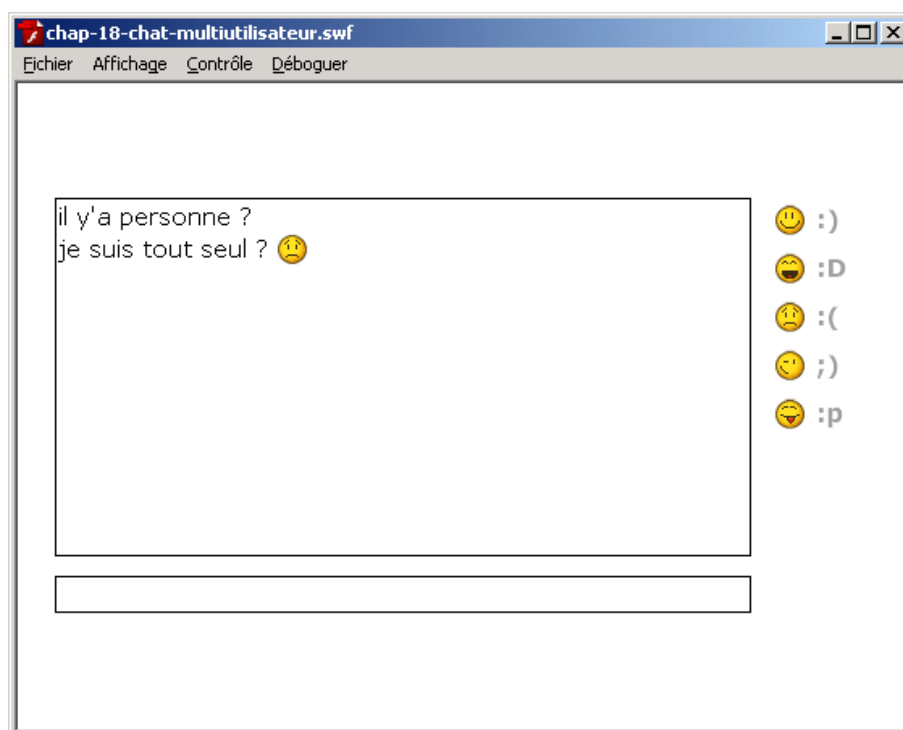 chap-18-chat-multiutilisateur.swf
Fichier Affichage Contrôle Déboguer
il y'a personne ?
je suis tout seul ?
:)
:D
:(
;)
:p